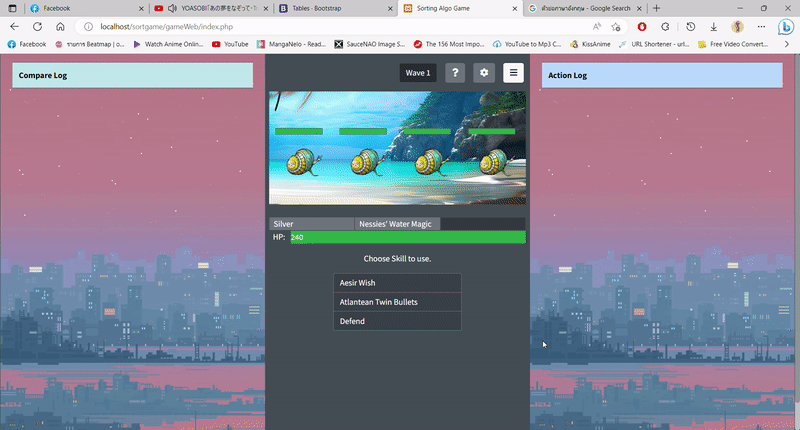 Facebook
YOASOBI「あの夢をなぞって」
Tables - Bootstrap
Sorting Algo Game
คำแยกภาษาอังกฤษ - Google Search
localhost/sortgame/gameWeb/index.php
Facebook
รายการ Beatmap | o...
Watch Anime Online...
YouTube
MangaNelo - Read...
SauceNAO Image S...
The 156 Most Impo...
YouTube to Mp3 C...
KissAnime
URL Shortener - url...
Free Video Convert...
Compare Log
Wave 1
?
Action Log
Silver
Nessies' Water Magic
HP:
240
Choose Skill to use.
Aesir Wish
Atlantean Twin Bullets
Defend